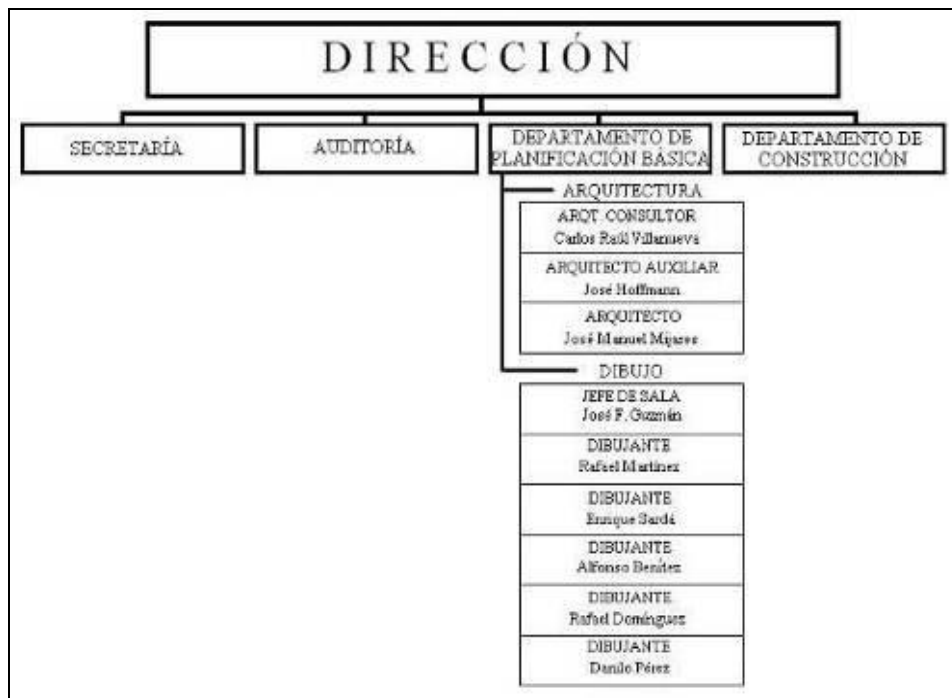 DIRECCIÓN
SECRETARÍA
AUDITORÍA
DEPARTAMENTO DE
PLANIFICACIÓN BÁSICA
DEPARTAMENTO DE
CONSTRUCCIÓN
ARQUITECTURA
ARQT. CONSULTOR
Carlos Raúl Villanueva
ARQUITECTO AUXILIAR
José Hoffmann
ARQUITECTO
José Manuel Mijares
DIBUJO
JEFE DE SALA
José F. Guzmán
DIBUJANTE
Rafael Martínez
DIBUJANTE
Enrique Sardá
DIBUJANTE
Alfonso Benítez
DIBUJANTE
Rafael Domínguez
DIBUJANTE
Danilo Pérez